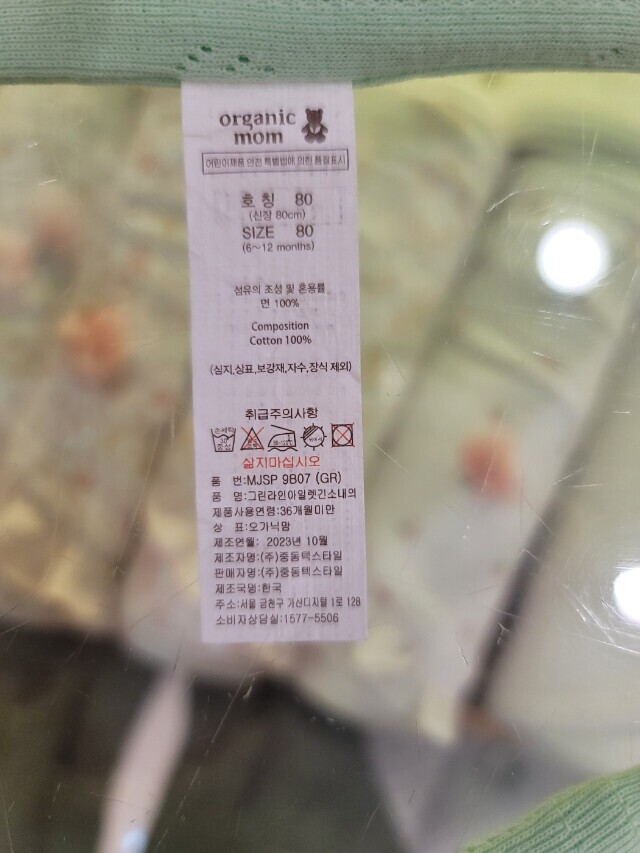 organic
mom
어린이제품 안전 특별법에 의한 품질표시
호 칭 80
(신장 80cm)
SIZE 80
(6~12 months)
섬유의 조성 및 혼용률
면 100%
Composition
Cotton 100%
(심지,상표,보강재,자수,장식 제외)
취급주의사항
삶지마십시오
품 번:MJSP 9B07 (GR)
품 명:그린라인아일렛긴소내의
제품사용연령:36개월미만
상 표:오가닉맘
제조연월: 2023년 10월
제조자명:(주)중동텍스타일
판매자명:(주)중동텍스타일
제조국명:한국
주소:서울 금천구 가산디지털 1로 128
소비자상담실:1577-5506